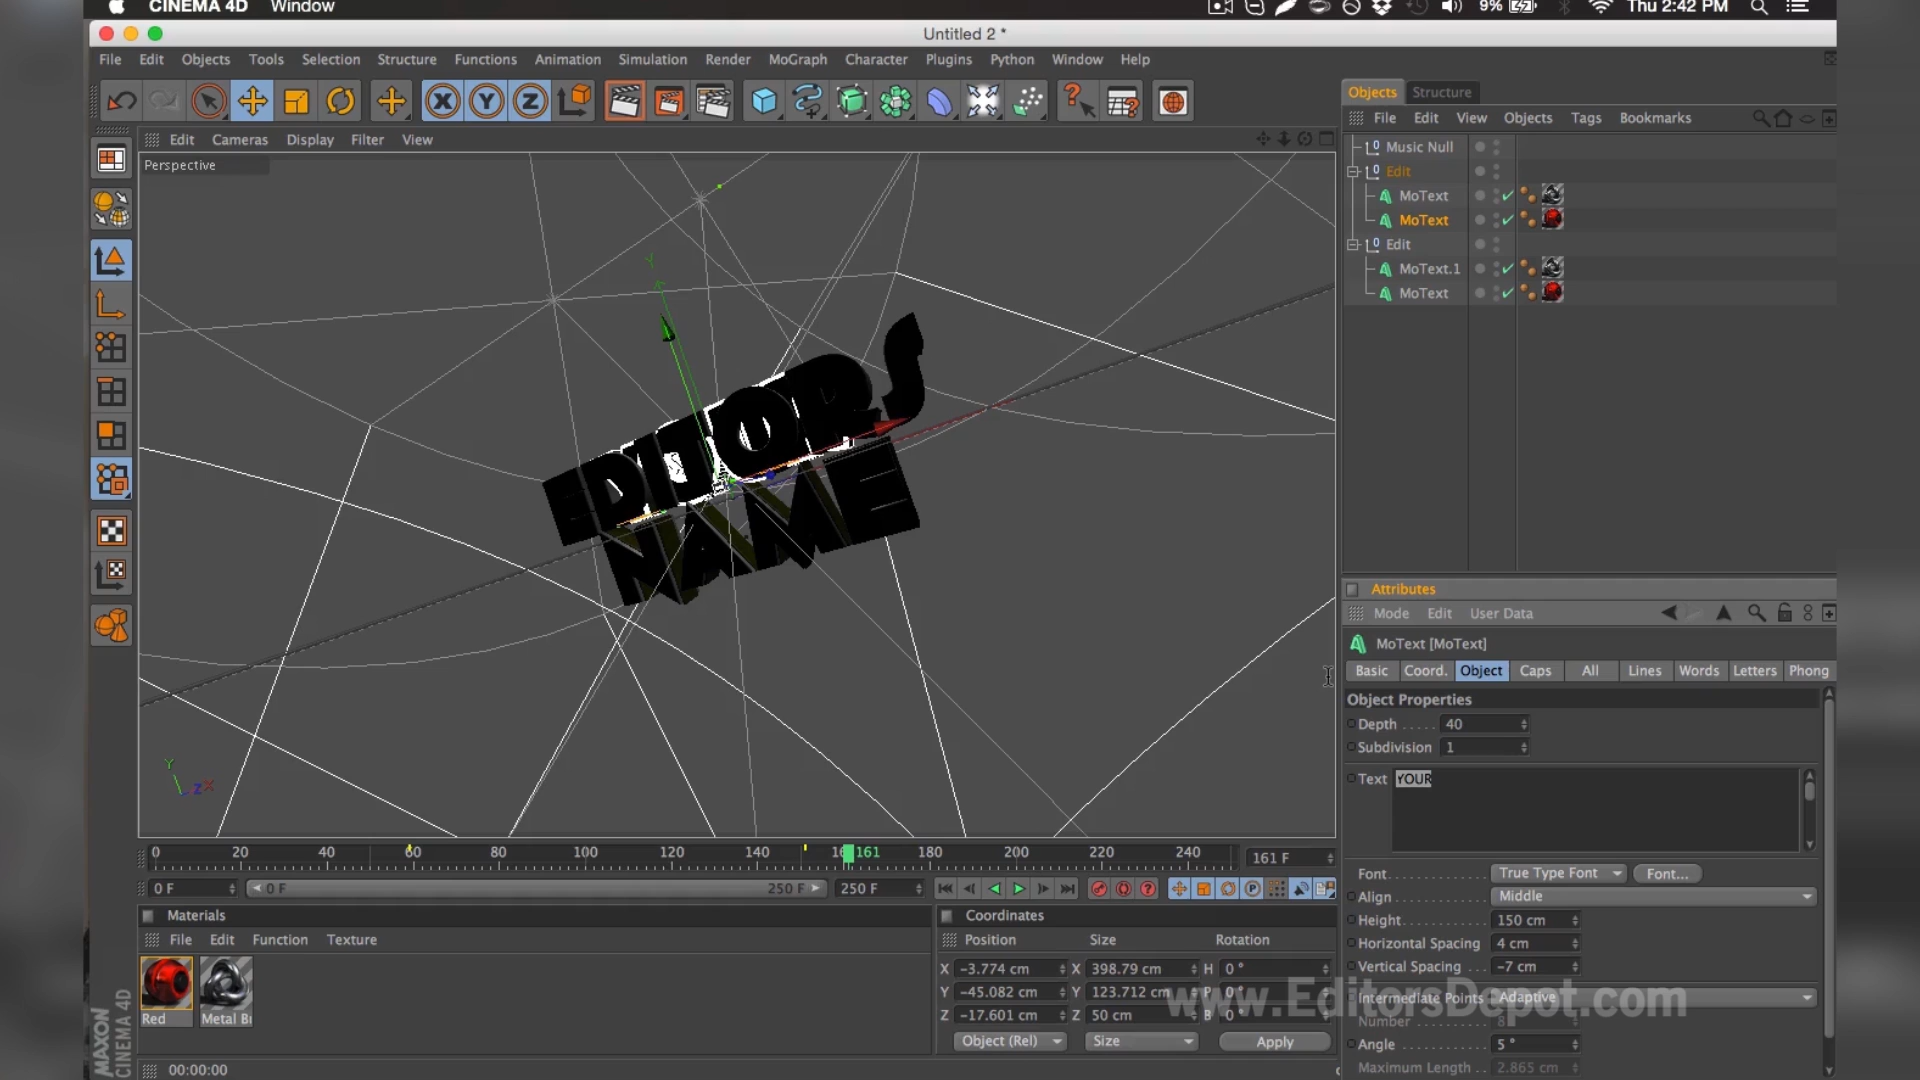 CINEMA 4D Window
9% Thu 2:42 PM
Untitled 2 *
File Edit Objects Tools Selection Structure Functions Animation Simulation Render MoGraph Character Plugins Python Window Help
X Y Z
Edit Cameras Display Filter View
Perspective
EDITORS
NAME
Y
Y
Z X
Objects Structure
File Edit View Objects Tags Bookmarks
Music Null
Edit
MoText
MoText
Edit
MoText.1
MoText
Attributes
Mode Edit User Data
MoText [MoText]
Basic Coord. Object Caps All Lines Words Letters Phong
Object Properties
Depth 40
Subdivision 1
Text YOUR
Font True Type Font Font...
Align Middle
Height 150 cm
Horizontal Spacing 4 cm
Vertical Spacing -7 cm
Intermediate Points Adaptive
Number 8
Angle 5 °
Maximum Length 2.865 cm
0 20 40 60 80 100 120 140 161 180 200 220 240 161 F
0 F 0 F 250 F 250 F
Materials
File Edit Function Texture
Red Metal Br
Coordinates
Position Size Rotation
X -3.774 cm X 398.79 cm H 0 °
Y -45.082 cm Y 123.712 cm P 0 °
Z -17.601 cm Z 50 cm B 0 °
Object (Rel) Size Apply
www.EditorsDepot.com
MAXON
CINEMA 4D
00:00:00